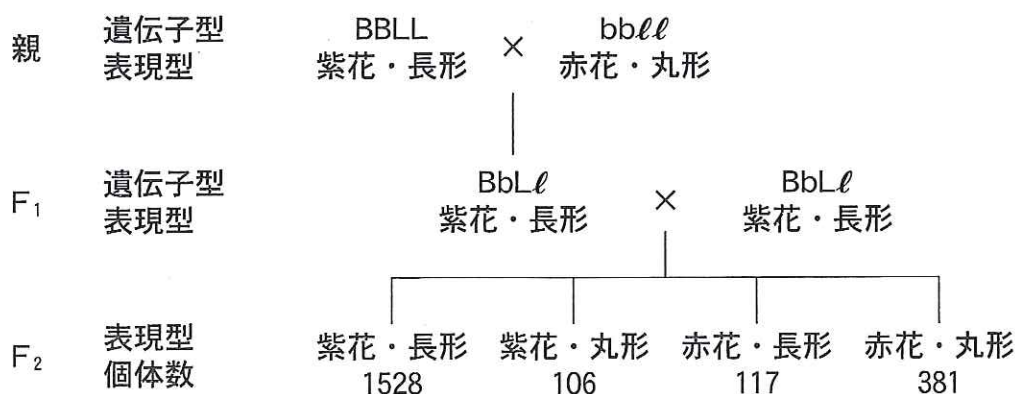 親 遺伝子型 BBLL × bbℓℓ
表現型 紫花・長形 赤花・丸形
F₁ 遺伝子型 BbLℓ × BbLℓ
表現型 紫花・長形 紫花・長形
F₂ 表現型 紫花・長形 紫花・丸形 赤花・長形 赤花・丸形
個体数 1528 106 117 381